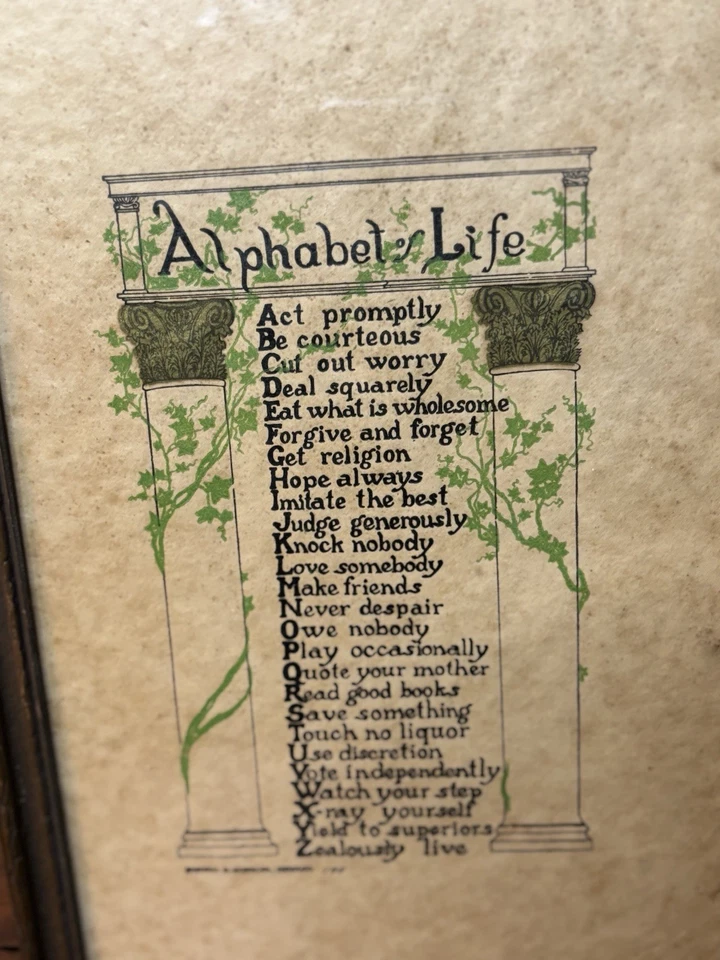 Alphabet of Life
Act promptly
Be courteous
Cut out worry
Deal squarely
Eat what is wholesome
Forgive and forget
Get religion
Hope always
Imitate the best
Judge generously
Knock nobody
Love somebody
Make friends
Never despair
Owe nobody
Play occasionally
Quote your mother
Read good books
Save something
Touch no liquor
Use discretion
Vote independently
Watch your step
X-ray yourself
Yield to superiors
Zealously live